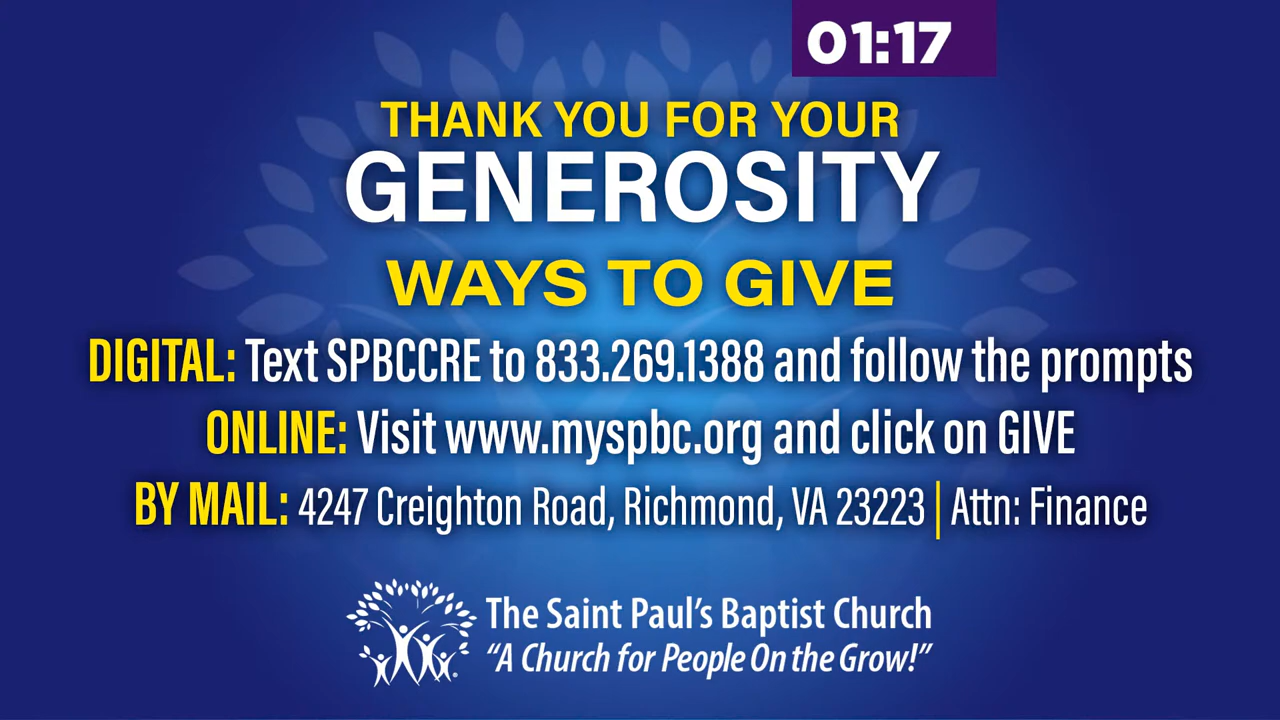 01:17
THANK YOU FOR YOUR
GENEROSITY
WAYS TO GIVE
DIGITAL: Text SPBCCRE to 833.269.1388 and follow the prompts
ONLINE: Visit www.myspbc.org and click on GIVE
BY MAIL: 4247 Creighton Road, Richmond, VA 23223 | Attn: Finance
The Saint Paul's Baptist Church
"A Church for People On the Grow!"